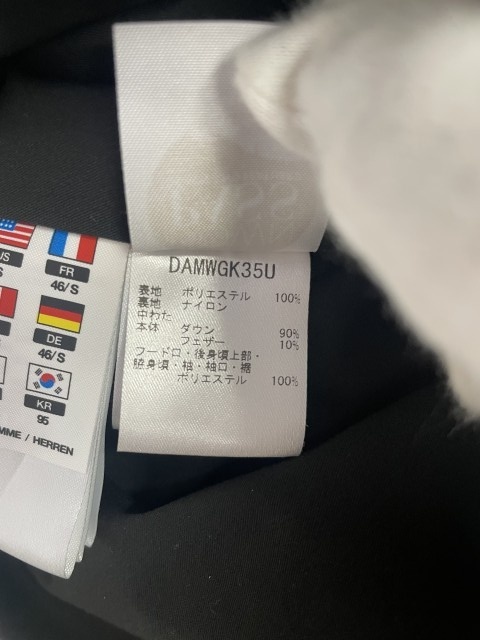 DAMWGK35U
表地 ポリエステル 100%
裏地 ナイロン
中わた
本体 ダウン 90%
フェザー 10%
フードロ・後身頃上部・
脇身頃・袖・袖口・裾
ポリエステル 100%
US
FR
46/S
DE
46/S
KR
95
MME / HERREN